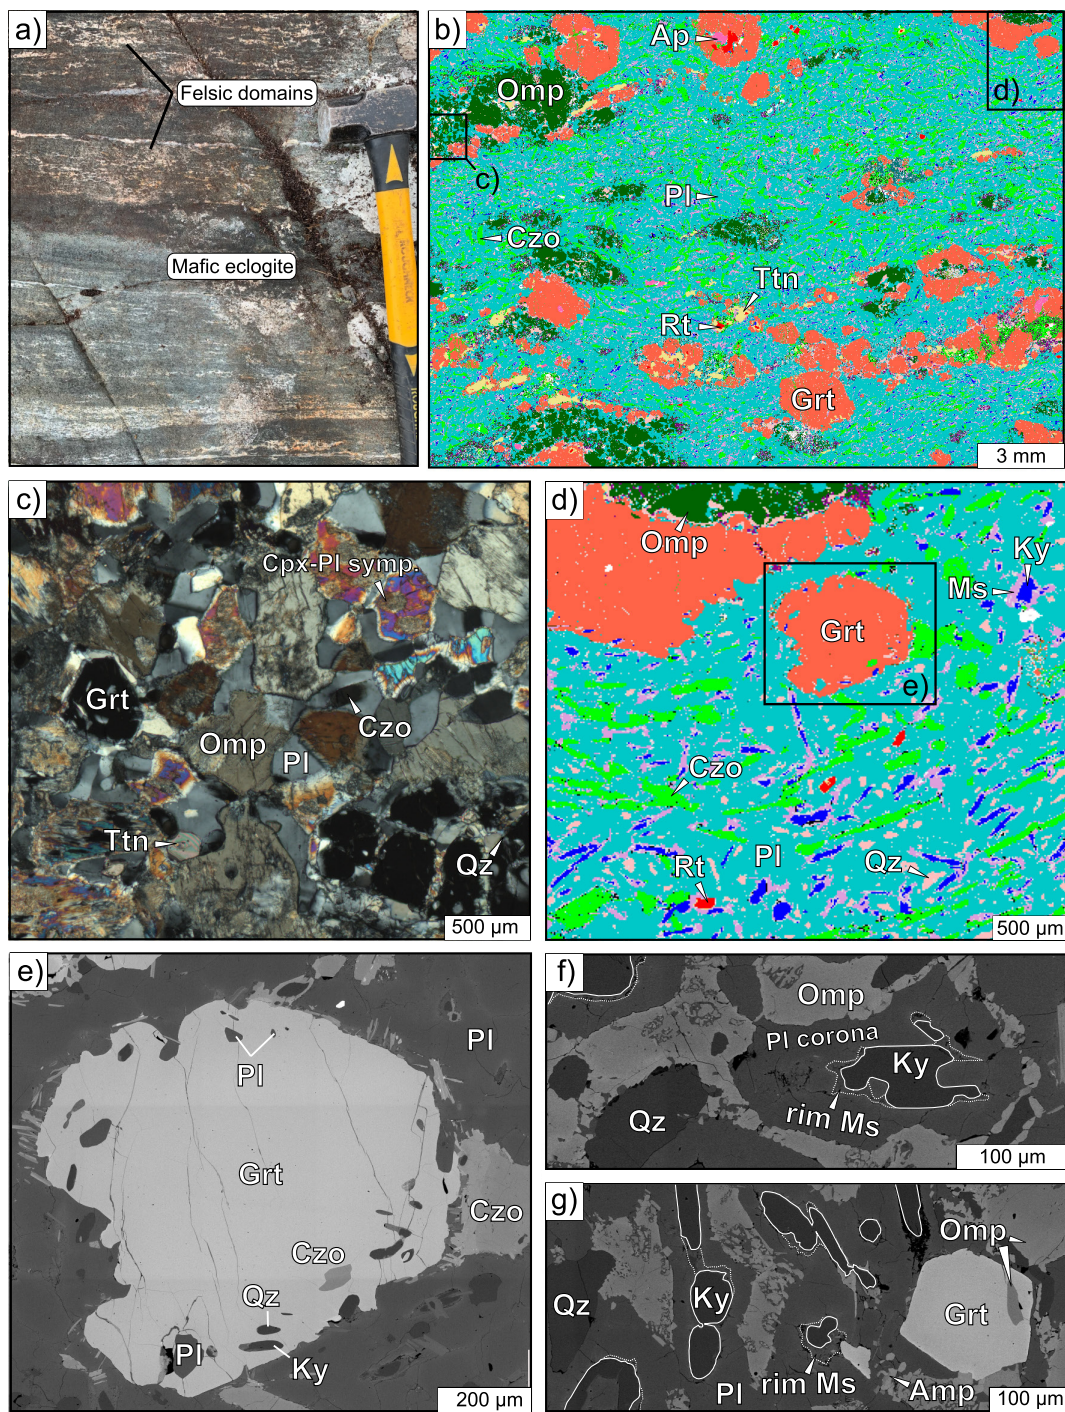 a)
Felsic domains
Mafic eclogite
b)
Ap
Omp
d)
c)
Pl
Czo
Ttn
Rt
Grt
3 mm
c)
Cpx-Pl symp.
Grt
Czo
Omp
Pl
Ttn
Qz
500 µm
d)
Omp
Ky
Ms
Grt
e)
Czo
Pl
Qz
Rt
500 µm
e)
Pl
Pl
Grt
Czo
Czo
Qz
Pl
Ky
200 µm
f)
Omp
Pl corona
Ky
rim Ms
Qz
100 µm
g)
Omp
Qz
Ky
Grt
rim Ms
Pl
Amp
100 µm